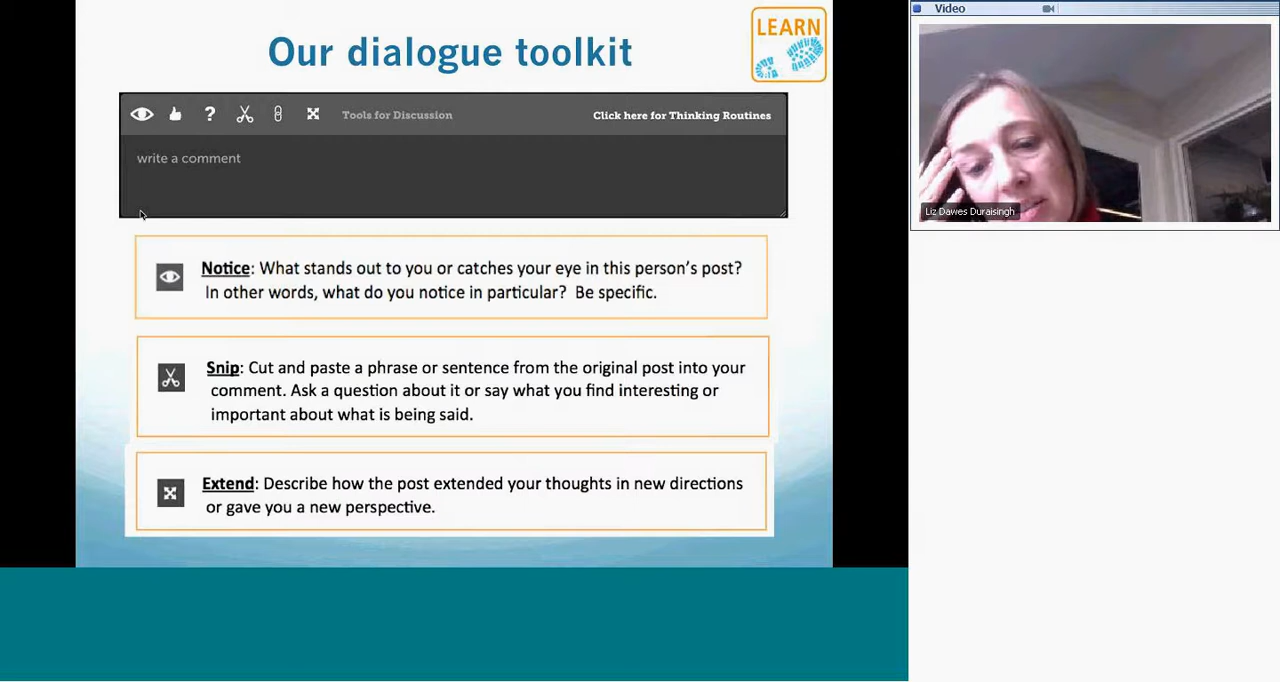 Our dialogue toolkit
LEARN
? Tools for Discussion Click here for Thinking Routines
write a comment
Notice: What stands out to you or catches your eye in this person's post?
In other words, what do you notice in particular? Be specific.
Snip: Cut and paste a phrase or sentence from the original post into your
comment. Ask a question about it or say what you find interesting or
important about what is being said.
Extend: Describe how the post extended your thoughts in new directions
or gave you a new perspective.
Video
Liz Dawes Duraisingh